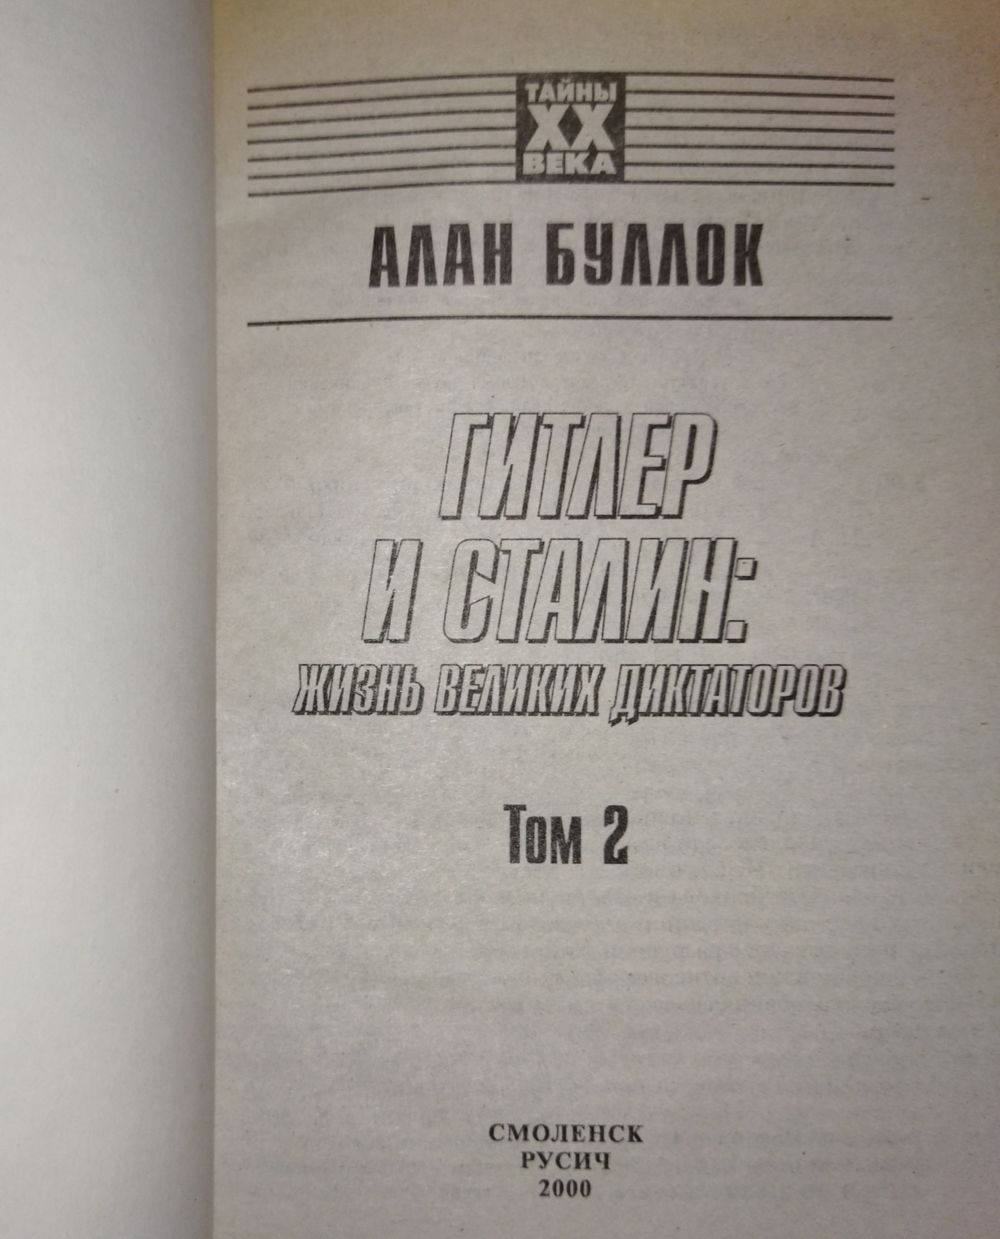 ТАЙНЫ
XX
ВЕКА
АЛАН БУЛЛОК
ГИТЛЕР
И СТАЛИН:
ЖИЗНЬ ВЕЛИКИХ ДИКТАТОРОВ
Том 2
СМОЛЕНСК
РУСИЧ
2000